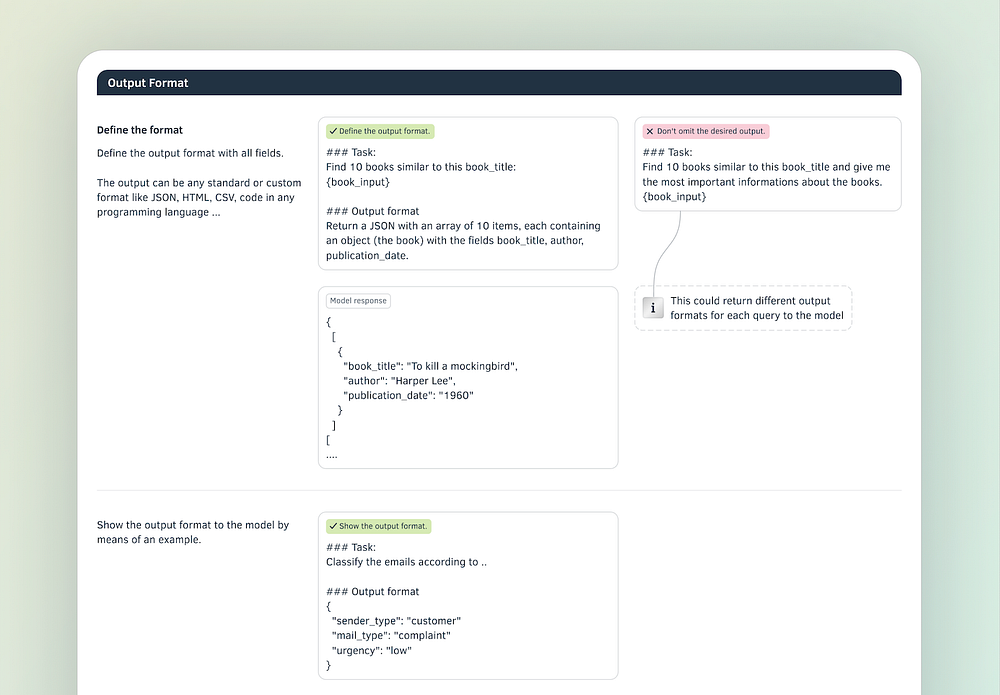 Output Format
Define the format
Define the output format with all fields.
The output can be any standard or custom
format like JSON, HTML, CSV, code in any
programming language ...
✓ Define the output format.
### Task:
Find 10 books similar to this book_title:
{book_input}
### Output format
Return a JSON with an array of 10 items, each containing
an object (the book) with the fields book_title, author,
publication_date.
✕ Don't omit the desired output.
### Task:
Find 10 books similar to this book_title and give me
the most important informations about the books.
{book_input}
i
This could return different output
formats for each query to the model
Model response
{
[
{
"book_title": "To kill a mockingbird",
"author": "Harper Lee",
"publication_date": "1960"
}
]
[
....
Show the output format to the model by
means of an example.
✓ Show the output format.
### Task:
Classify the emails according to ..
### Output format
{
"sender_type": "customer"
"mail_type": "complaint"
"urgency": "low"
}